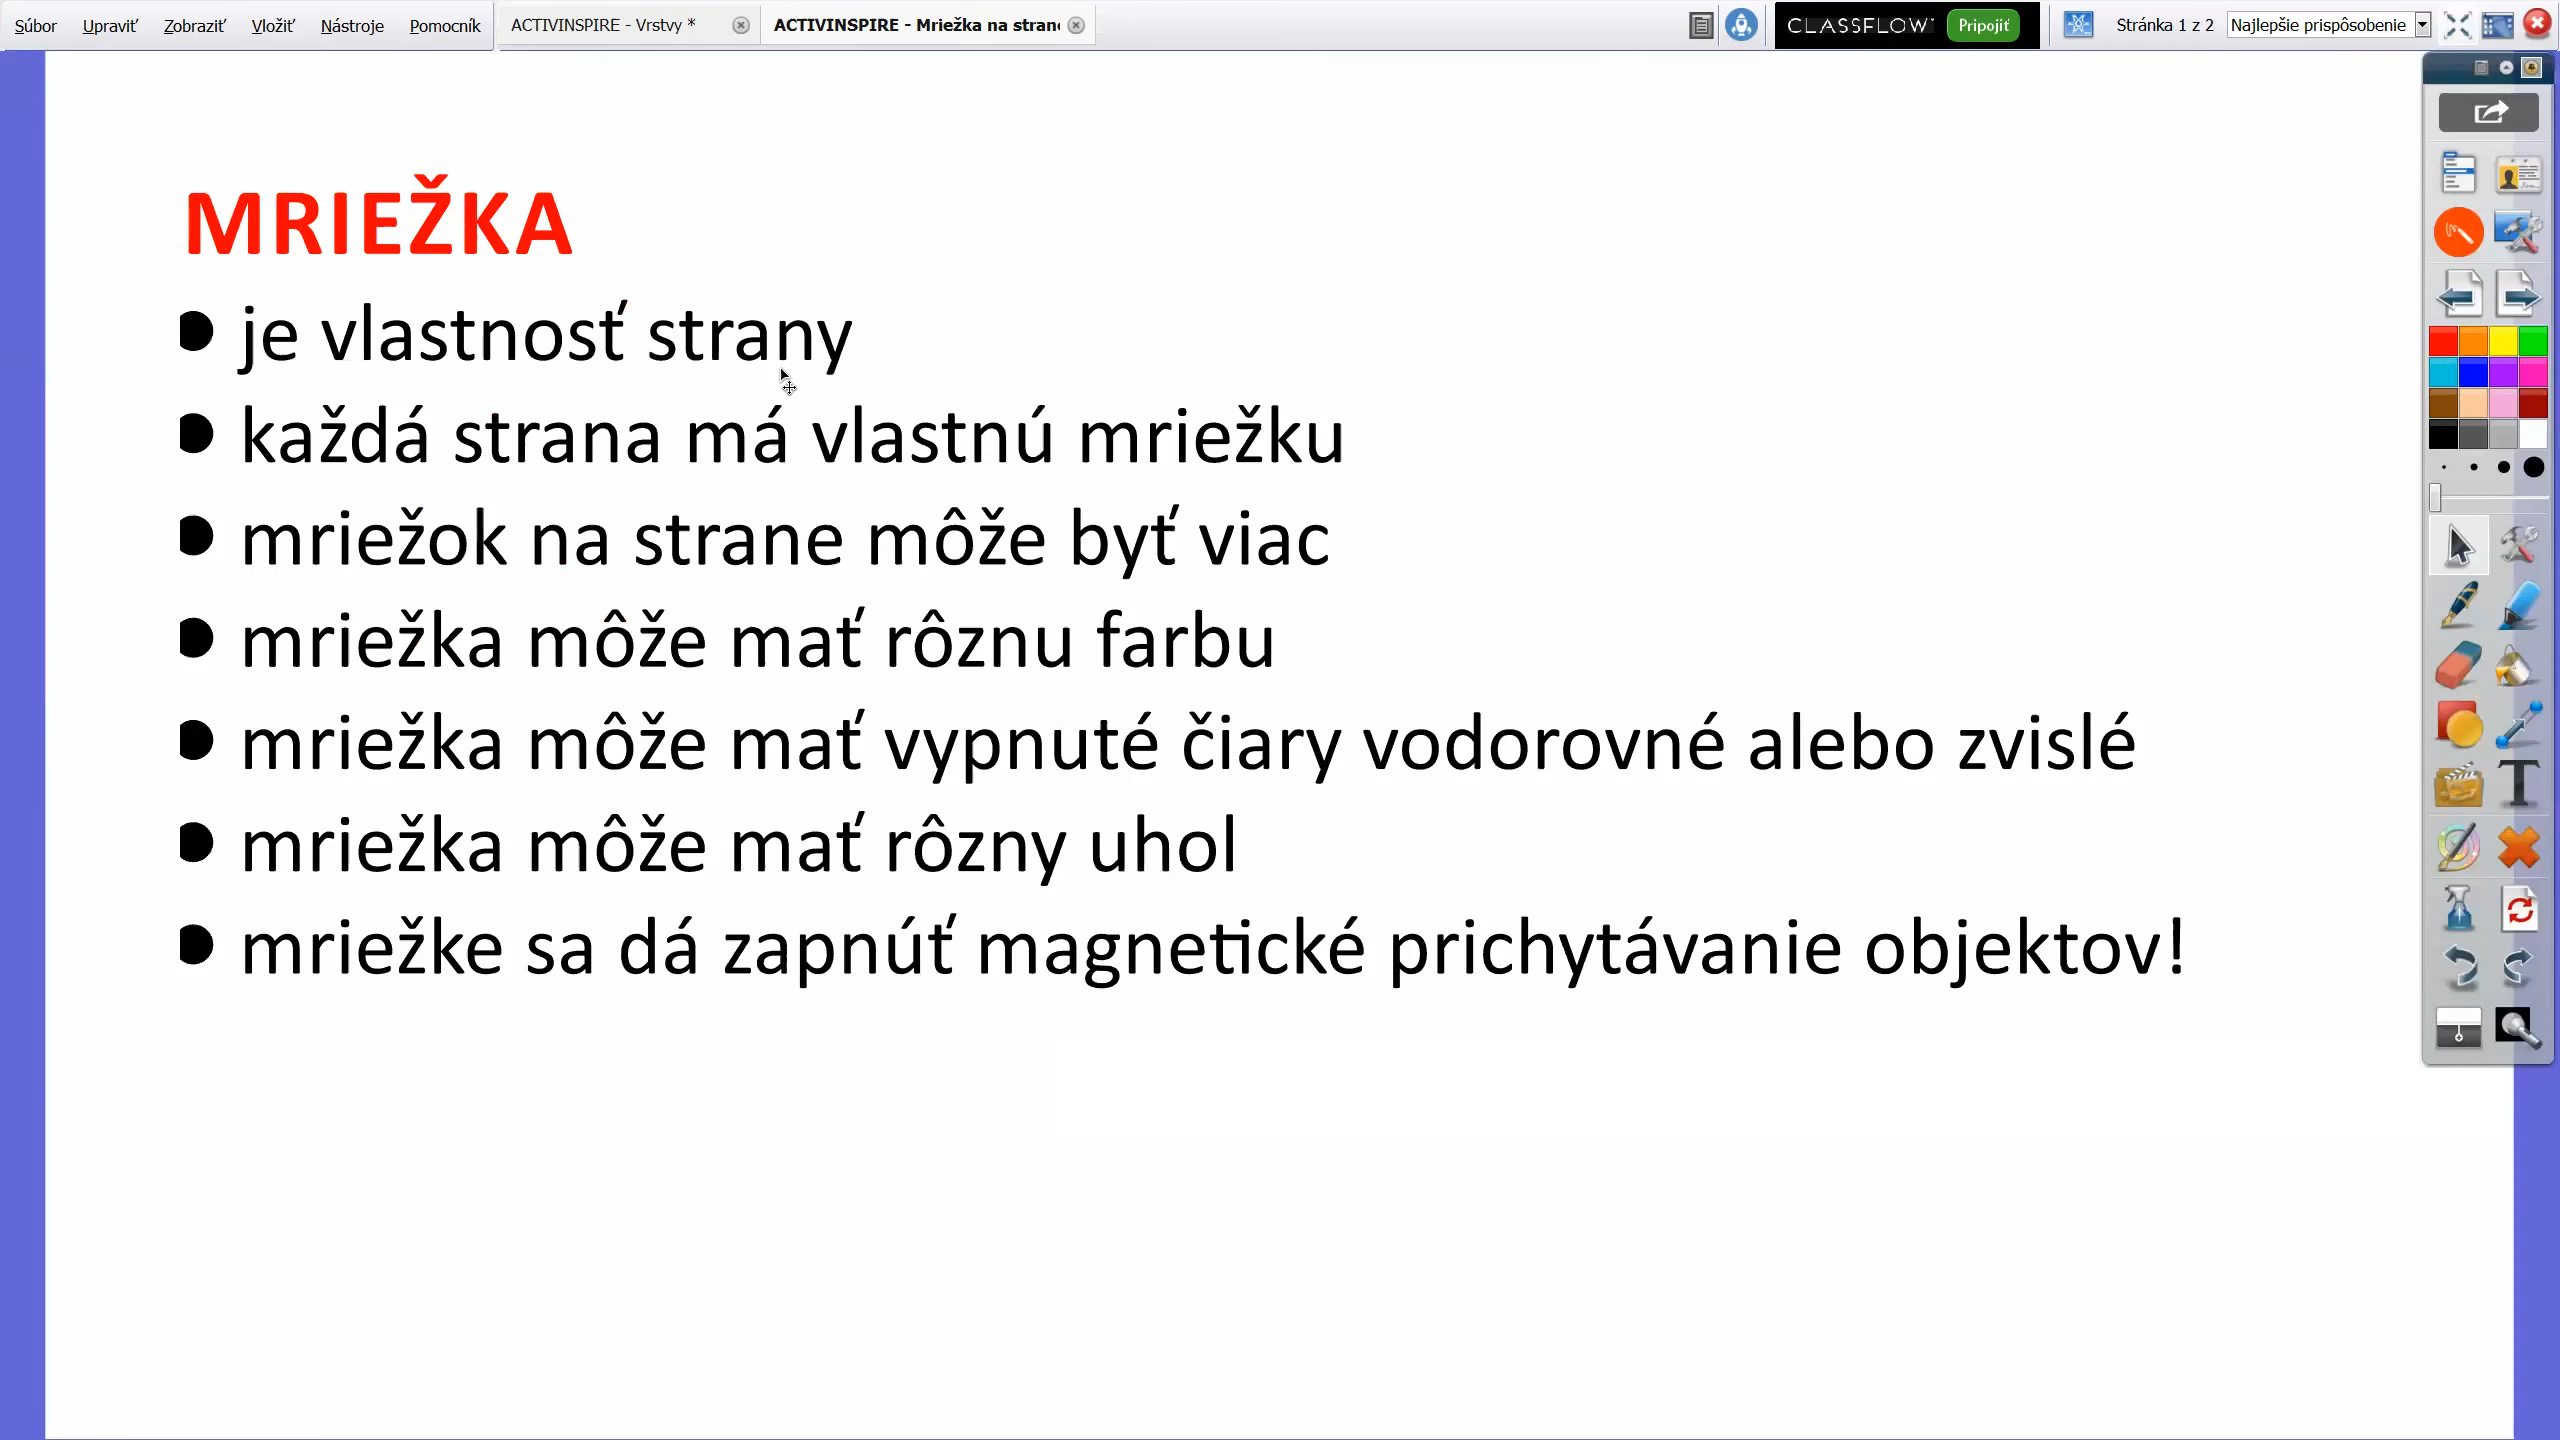 Súbor Upraviť Zobraziť Vložiť Nástroje Pomocník ACTIVINSPIRE - Vrstvy * ACTIVINSPIRE - Mriežka na stran CLASSFLOW Pripojiť Stránka 1 z 2 Najlepšie prispôsobenie
MRIEŽKA
● je vlastnosť strany
● každá strana má vlastnú mriežku
● mriežok na strane môže byť viac
● mriežka môže mať rôznu farbu
● mriežka môže mať vypnuté čiary vodorovné alebo zvislé
● mriežka môže mať rôzny uhol
● mriežke sa dá zapnúť magnetické prichytávanie objektov!
T